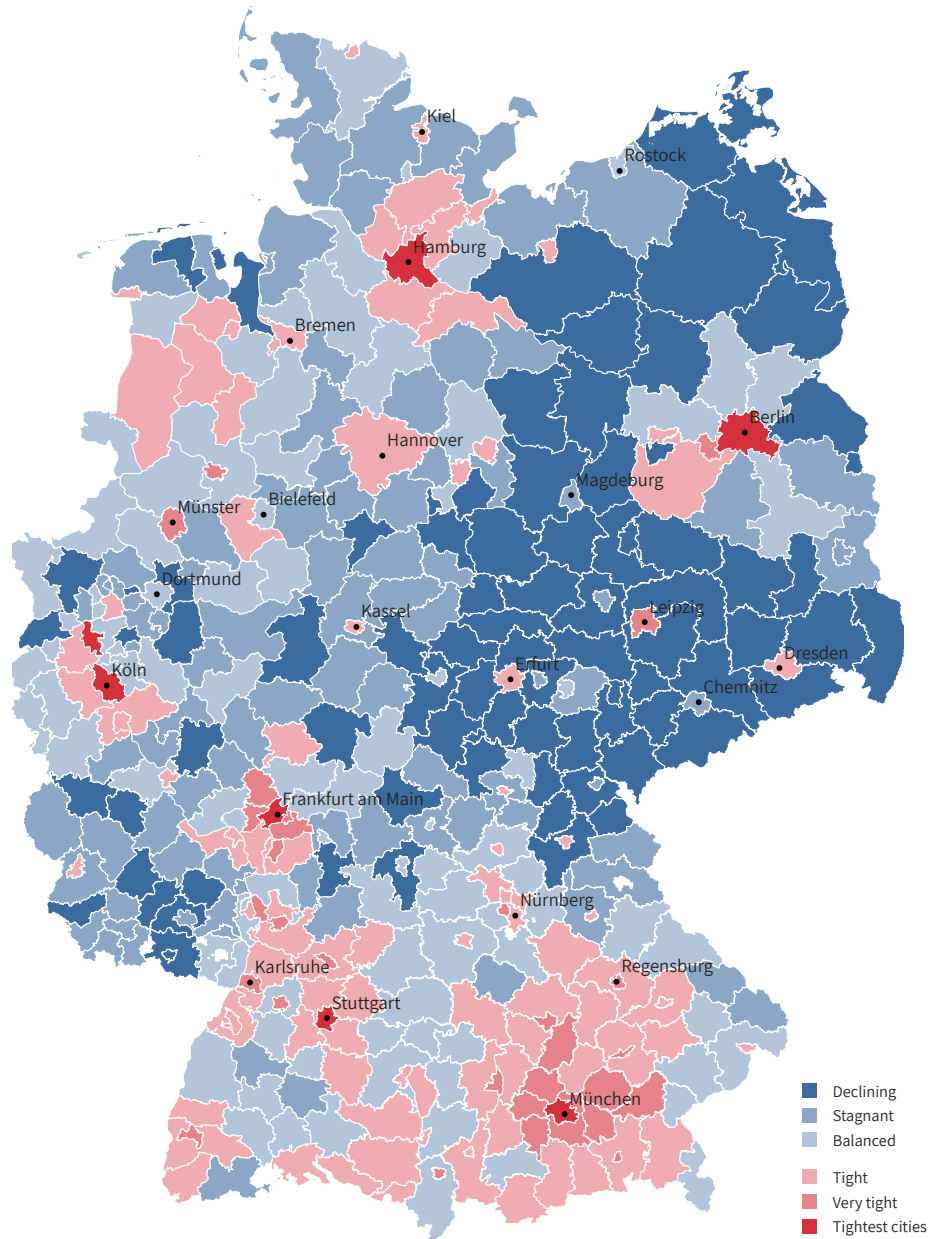 Kiel
Rostock
Hamburg
Bremen
Berlin
Hannover
Magdeburg
Bielefeld
Münster
Dortmund
Kassel
Leipzig
Dresden
Erfurt
Köln
Chemnitz
Frankfurt am Main
Nürnberg
Karlsruhe
Regensburg
Stuttgart
München
Declining
Stagnant
Balanced
Tight
Very tight
Tightest cities